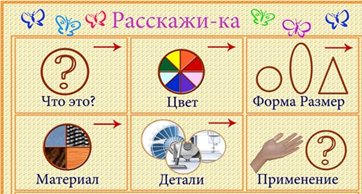 Расскажи-ка
Что это?
Цвет
Форма Размер
Материал
Детали
Применение